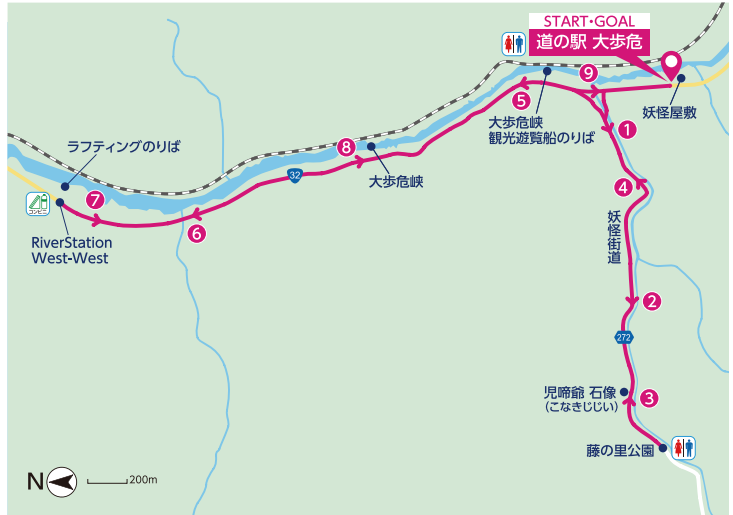 START・GOAL
道の駅 大歩危
9
5
妖怪屋敷
大歩危峡
観光遊覧船のりば
1
ラフティングのりば
8
大歩危峡
32
4
7
コンビニ
6
RiverStation
West-West
妖怪街道
2
272
児啼爺 石像
(こなきじじい)
3
藤の里公園
N
200m